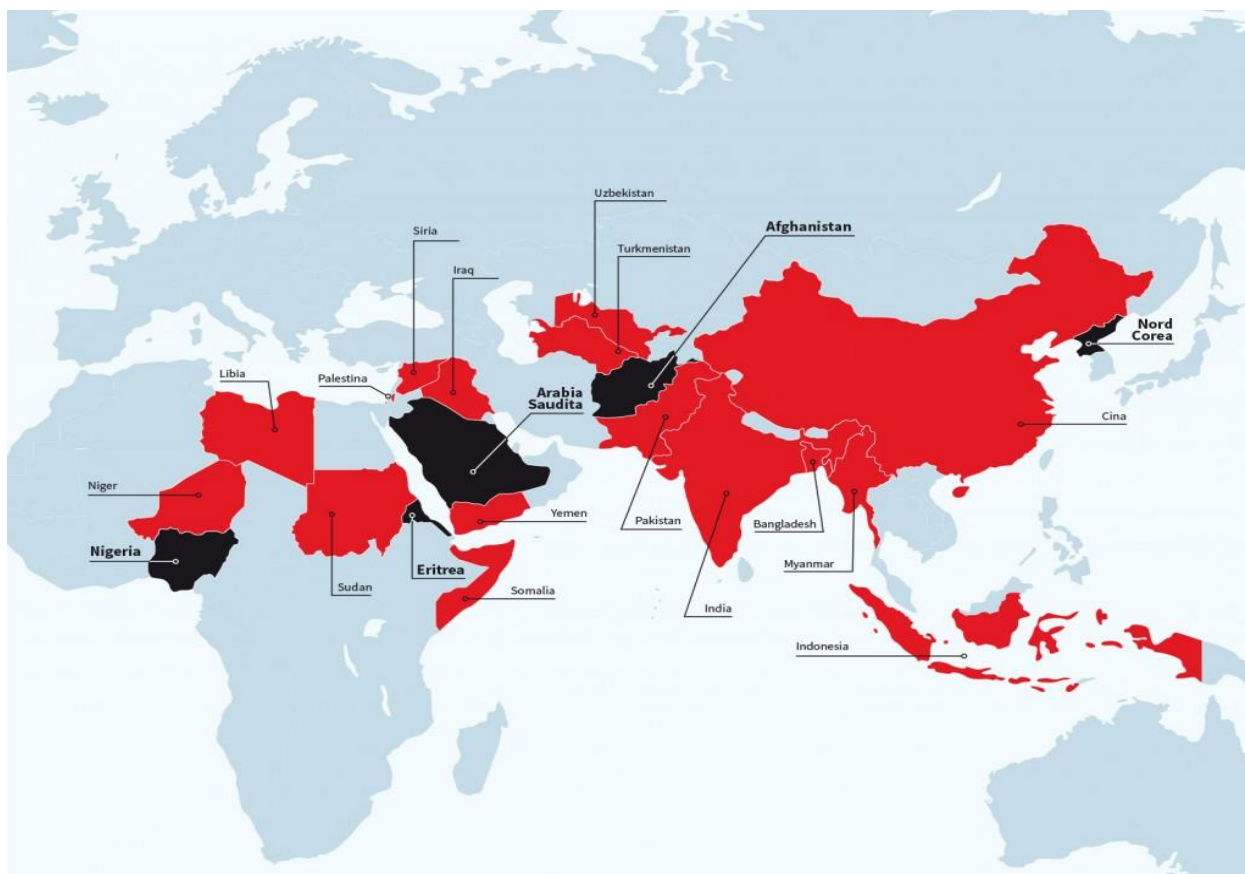 Uzbekistan
Afghanistan
Siria
Turkmenistan
Iraq
Nord
Corea
Libia
Palestina
Arabia
Saudita
Cina
Niger
Yemen
Pakistan
Bangladesh
Nigeria
Myanmar
Eritrea
Sudan
Somalia
India
Indonesia